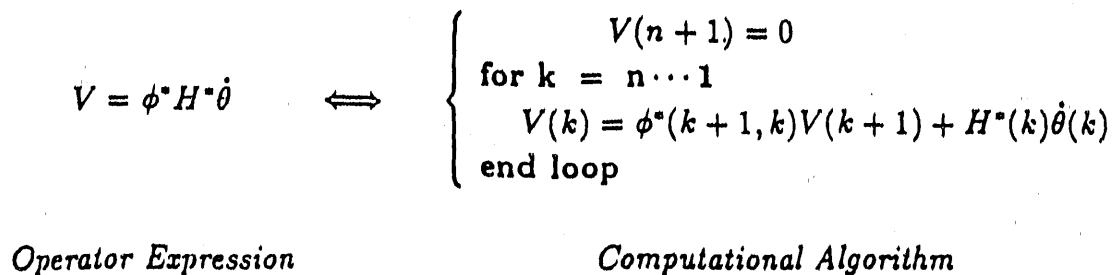 V(n + 1) = 0
for k = n ⋯ 1
V = ϕ*H*θ̇ ⟺ V(k) = ϕ*(k + 1, k)V(k + 1) + H*(k)θ̇(k)
end loop
Operator Expression Computational Algorithm